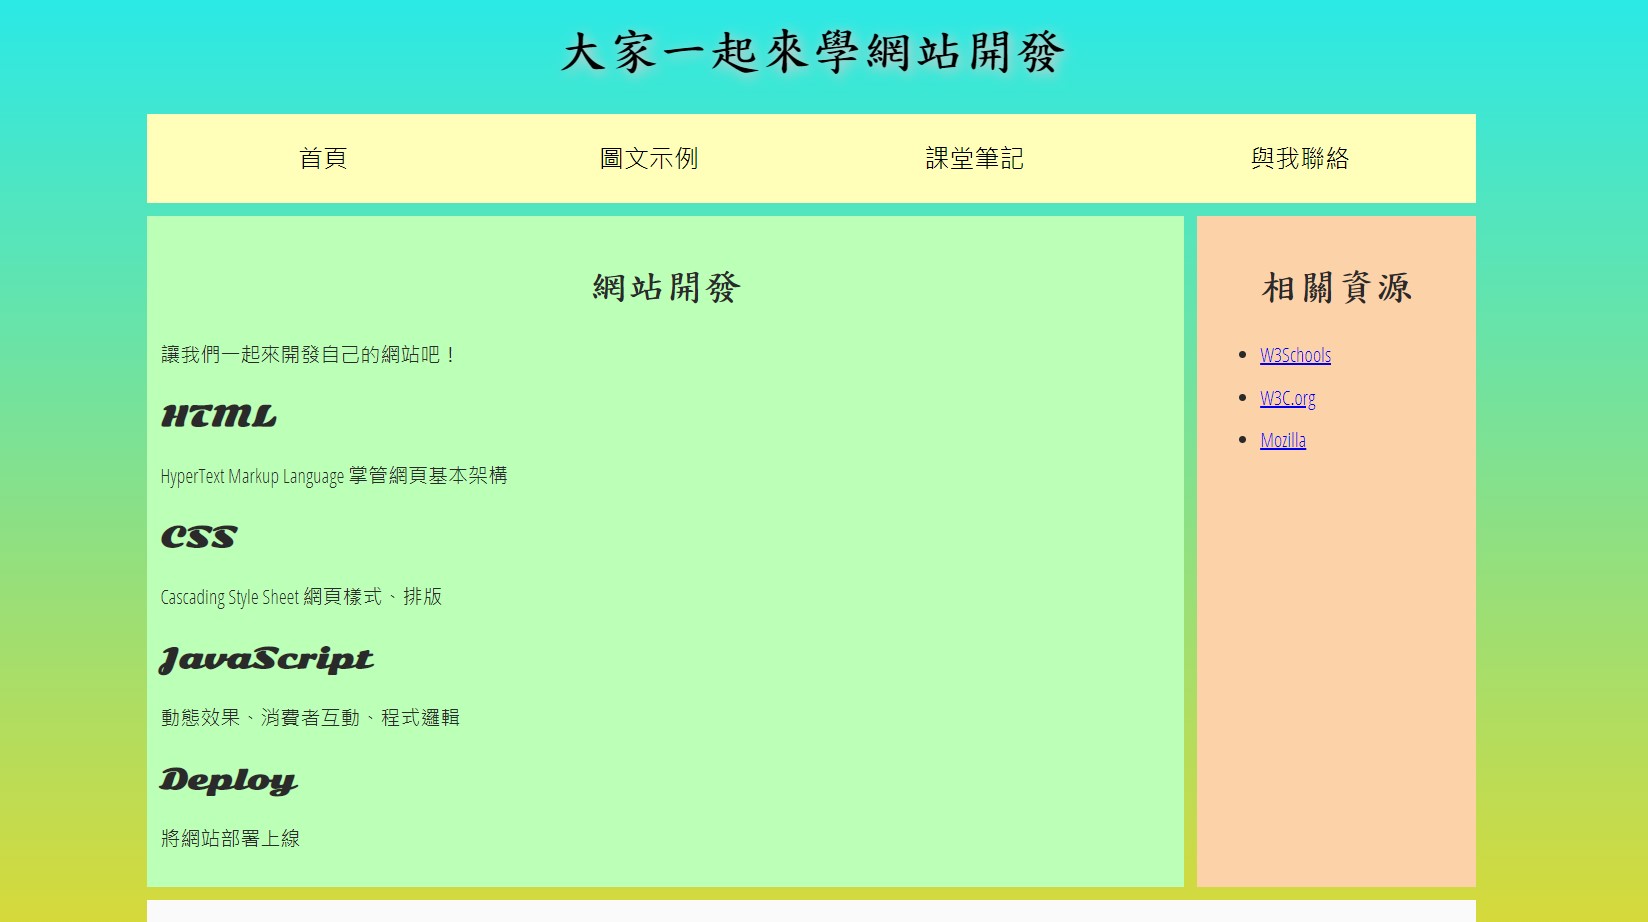 大家一起來學網站開發
首頁 圖文示例 課堂筆記 與我聯絡
網站開發
讓我們一起來開發自己的網站吧！
HTML
HyperText Markup Language 掌管網頁基本架構
CSS
Cascading Style Sheet 網頁樣式、排版
JavaScript
動態效果、消費者互動、程式邏輯
Deploy
將網站部署上線
相關資源
W3Schools
W3C.org
Mozilla